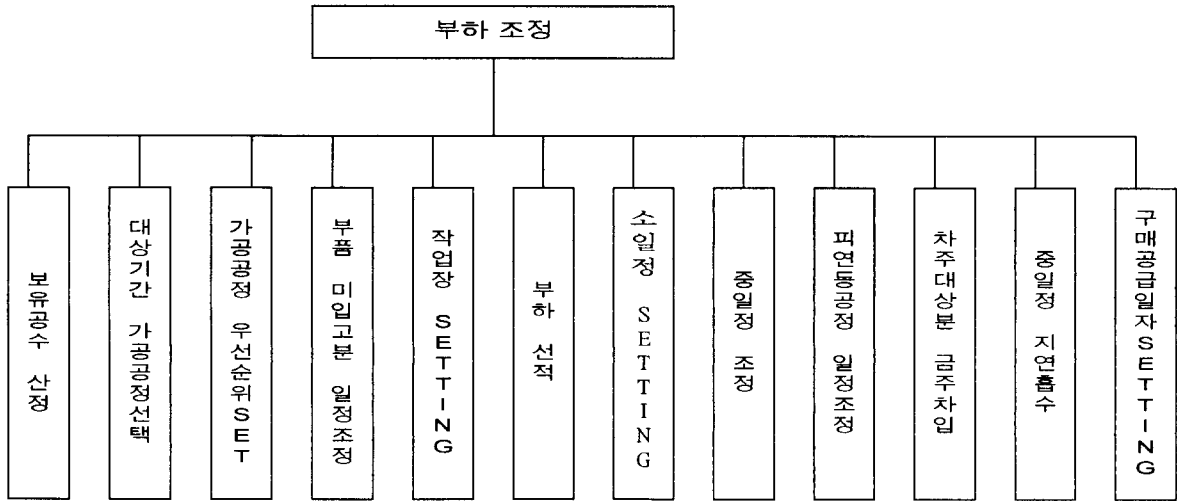 부하 조정
보유공수 산정
대상기간 가공공정선택
가공공정 우선순위SET
부품 미입고분 일정조정
작업장 SETTING
부하 선적
소일정 SETTING
중일정 조정
피연동공정 일정조정
차주대상분 금주차입
중일정 지연흡수
구매공급일자SETTING